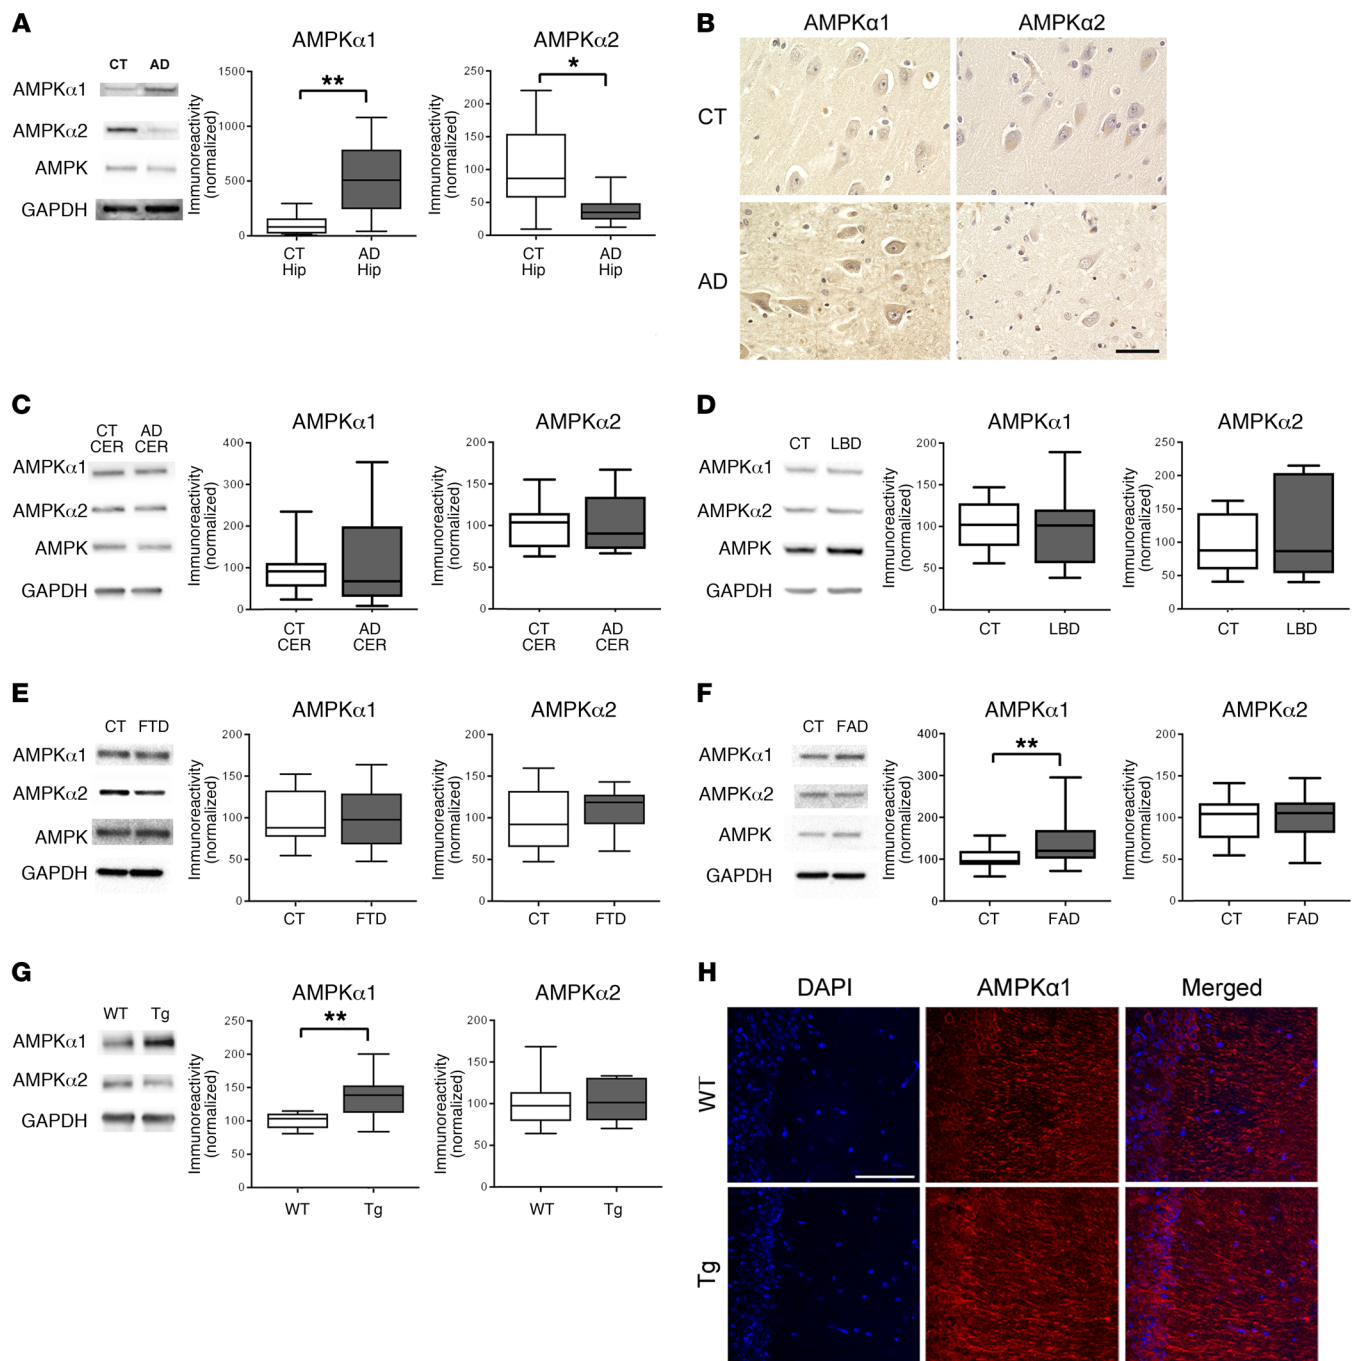 A
CT AD
AMPKα1
AMPKα2
AMPK
GAPDH
AMPKα1
**
Immunoreactivity
(normalized)
1500
1000
500
0
CT
Hip
AD
Hip
AMPKα2
*
Immunoreactivity
(normalized)
250
200
150
100
50
0
CT
Hip
AD
Hip
B
AMPKα1 AMPKα2
CT
AD
C
CT
CER
AD
CER
AMPKα1
AMPKα2
AMPK
GAPDH
AMPKα1
Immunoreactivity
(normalized)
400
300
200
100
0
CT
CER
AD
CER
AMPKα2
200
150
100
50
0
CT
CER
AD
CER
D
CT LBD
AMPKα1
AMPKα2
AMPK
GAPDH
AMPKα1
Immunoreactivity
(normalized)
200
150
100
50
0
CT LBD
AMPKα2
Immunoreactivity
(normalized)
250
200
150
100
50
0
CT LBD
E
CT FTD
AMPKα1
AMPKα2
AMPK
GAPDH
AMPKα1
Immunoreactivity
(normalized)
200
150
100
50
0
CT FTD
AMPKα2
Immunoreactivity
(normalized)
200
150
100
50
0
CT FTD
F
CT FAD
AMPKα1
AMPKα2
AMPK
GAPDH
AMPKα1
**
Immunoreactivity
(normalized)
400
300
200
100
0
CT FAD
AMPKα2
Immunoreactivity
(normalized)
200
150
100
50
0
CT FAD
G
WT Tg
AMPKα1
AMPKα2
GAPDH
AMPKα1
**
Immunoreactivity
(normalized)
250
200
150
100
50
0
WT Tg
AMPKα2
Immunoreactivity
(normalized)
200
150
100
50
0
WT Tg
H
DAPI AMPKα1 Merged
WT
Tg